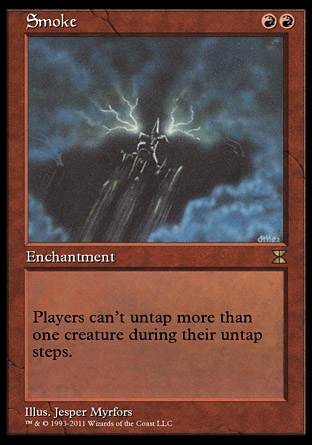 Smoke
Enchantment
Players can't untap more than
one creature during their untap
steps.
Illus. Jesper Myrfors
™ & © 1993-2011 Wizards of the Coast LLC